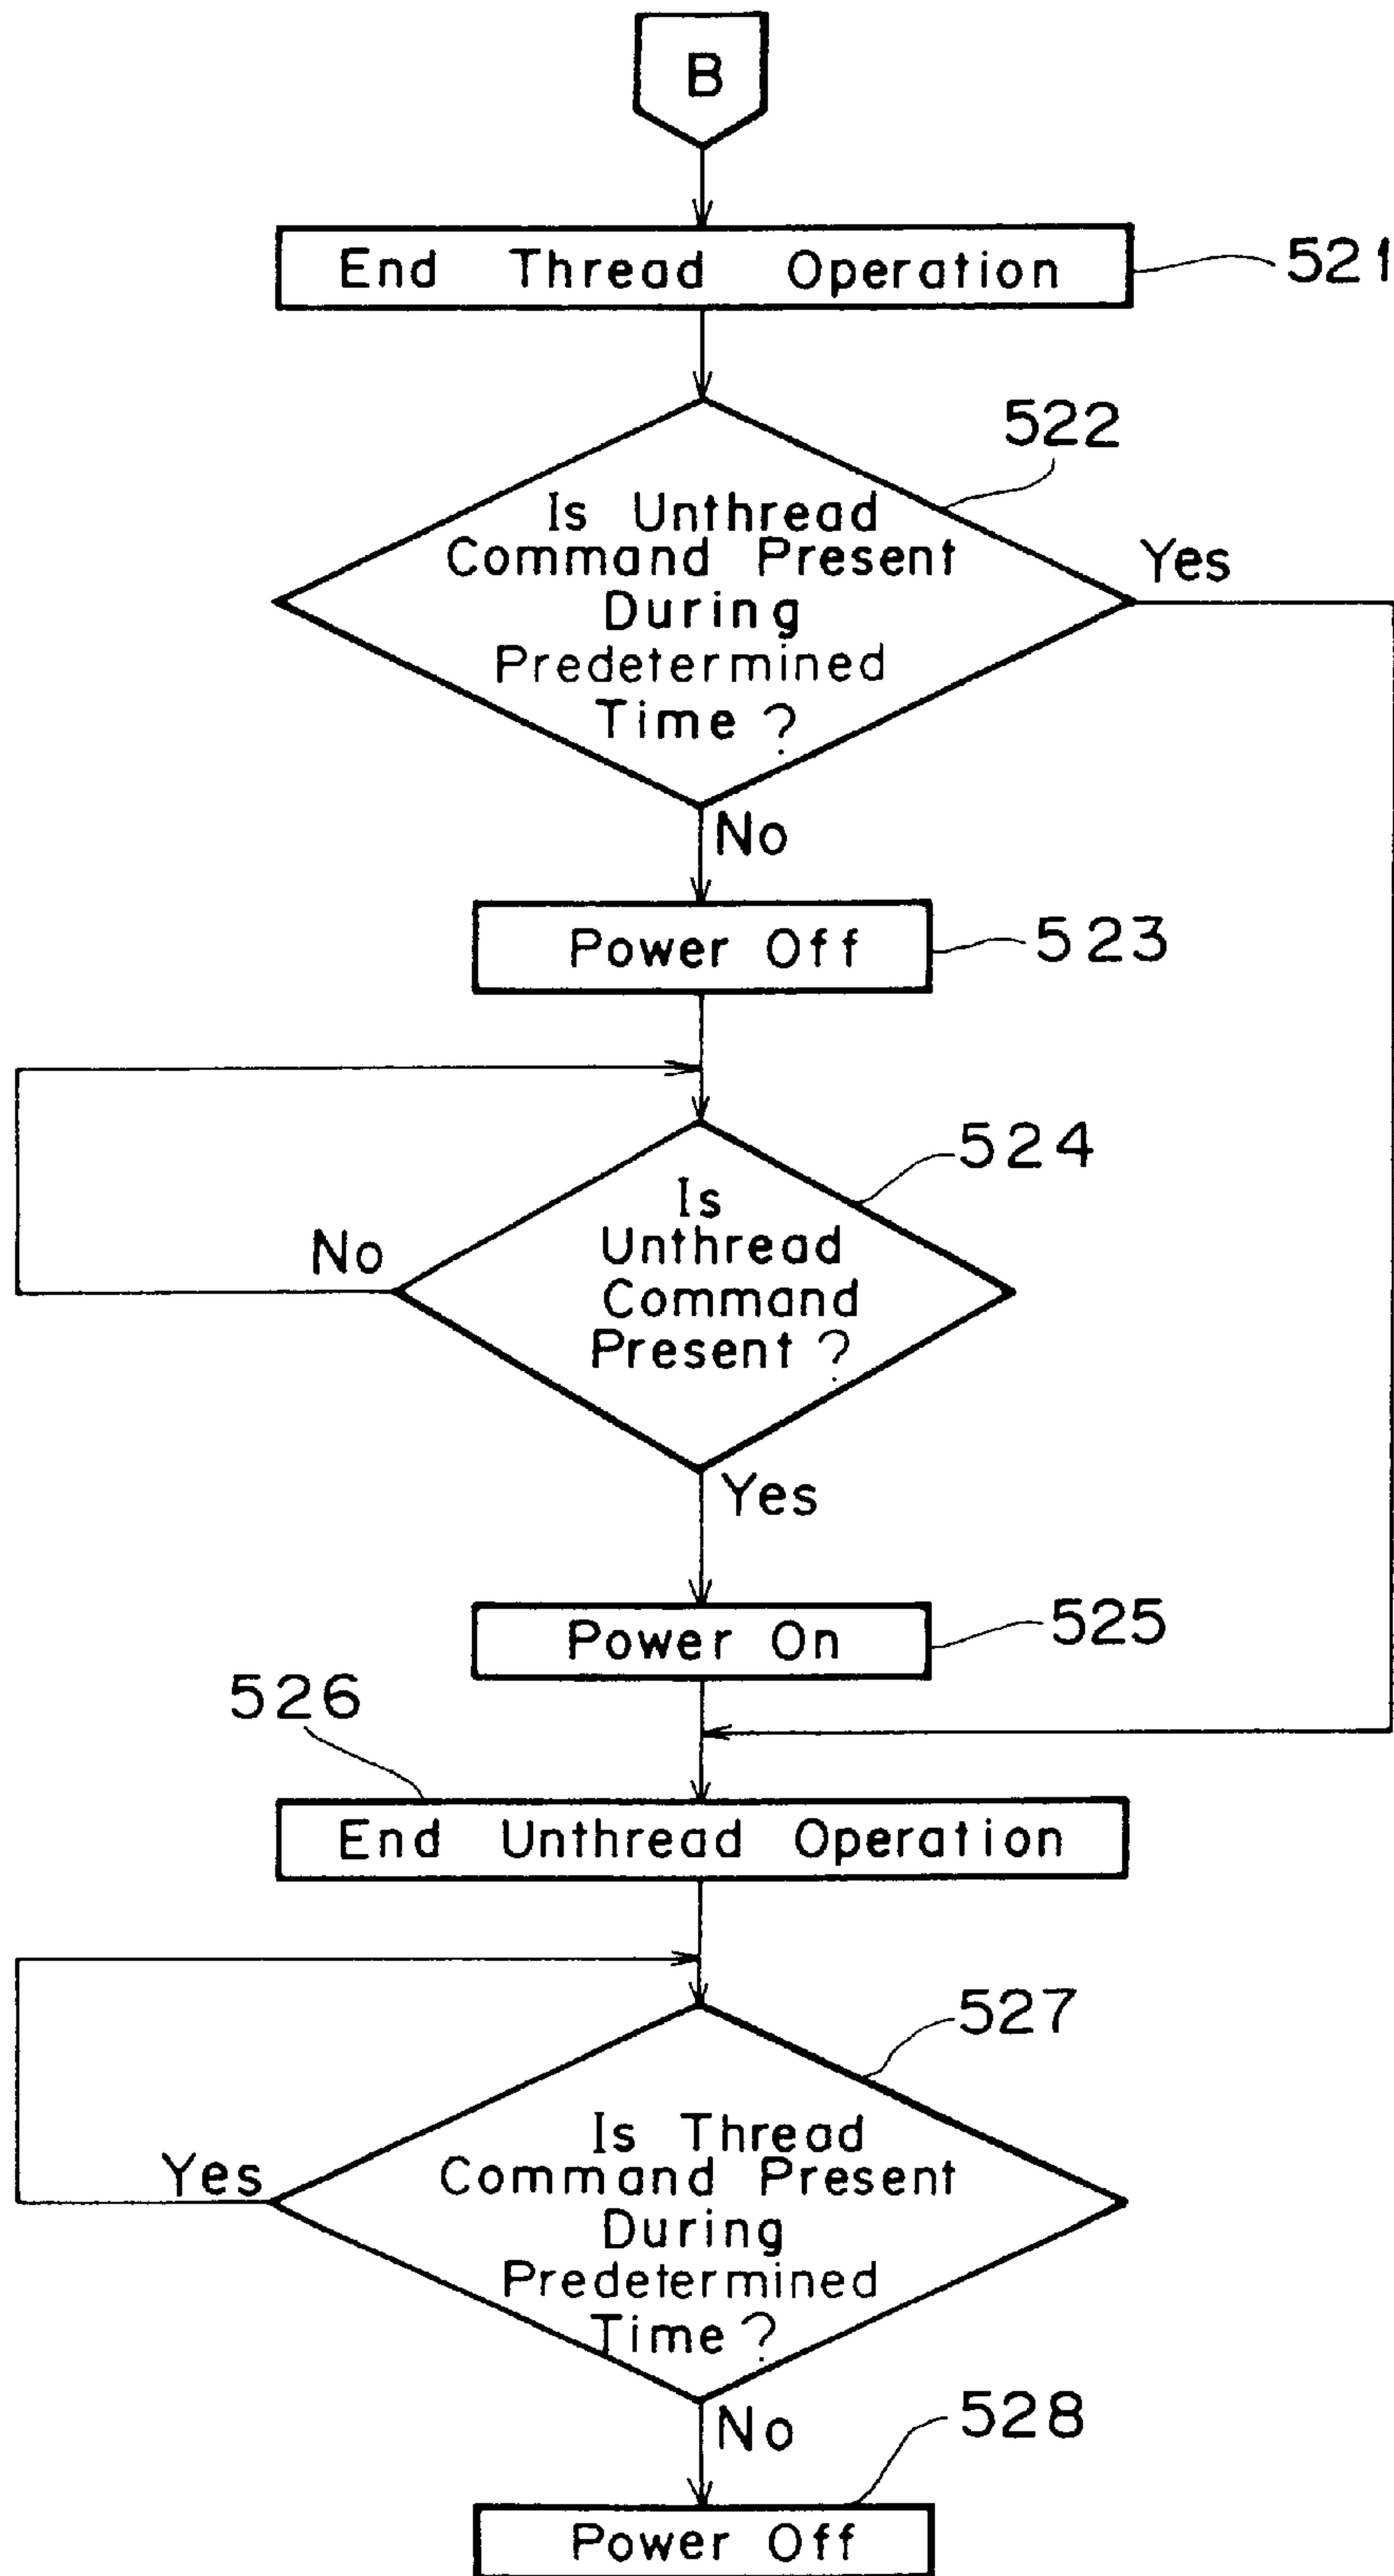 B
End Thread Operation
521
522
Is Unthread
Command Present
During
Predetermined
Time ?
Yes
No
Power Off
523
524
Is
Unthread
Command
Present ?
No
Yes
Power On
525
526
End Unthread Operation
527
Is Thread
Command Present
During
Predetermined
Time ?
Yes
No
528
Power Off